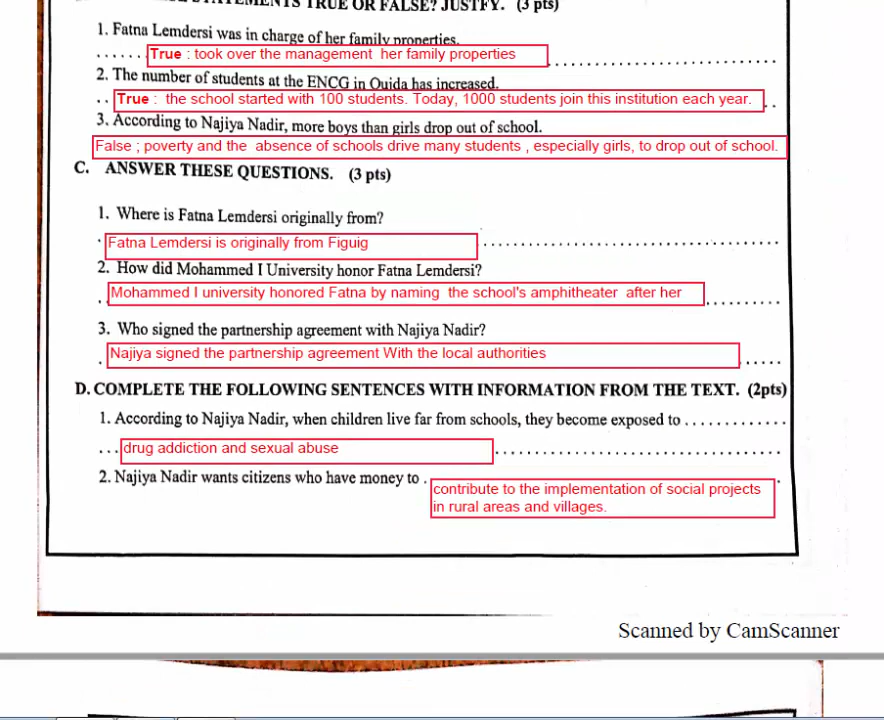 STATEMENTS TRUE OR FALSE? JUSTFY. (3 pts)
1. Fatna Lemdersi was in charge of her family properties.
......True : took over the management her family properties..............................
2. The number of students at the ENCG in Oujda has increased.
..True : the school started with 100 students. Today, 1000 students join this institution each year...
3. According to Najiya Nadir, more boys than girls drop out of school.
False ; poverty and the absence of schools drive many students , especially girls, to drop out of school.
C. ANSWER THESE QUESTIONS. (3 pts)
1. Where is Fatna Lemdersi originally from?
.Fatna Lemdersi is originally from Figuig.......................................
2. How did Mohammed I University honor Fatna Lemdersi?
..Mohammed I university honored Fatna by naming the school's amphitheater after her..........
3. Who signed the partnership agreement with Najiya Nadir?
.Najiya signed the partnership agreement With the local authorities.....
D. COMPLETE THE FOLLOWING SENTENCES WITH INFORMATION FROM THE TEXT. (2pts)
1. According to Najiya Nadir, when children live far from schools, they become exposed to .............
...drug addiction and sexual abuse.....................................
2. Najiya Nadir wants citizens who have money to .
contribute to the implementation of social projects
in rural areas and villages.
Scanned by CamScanner